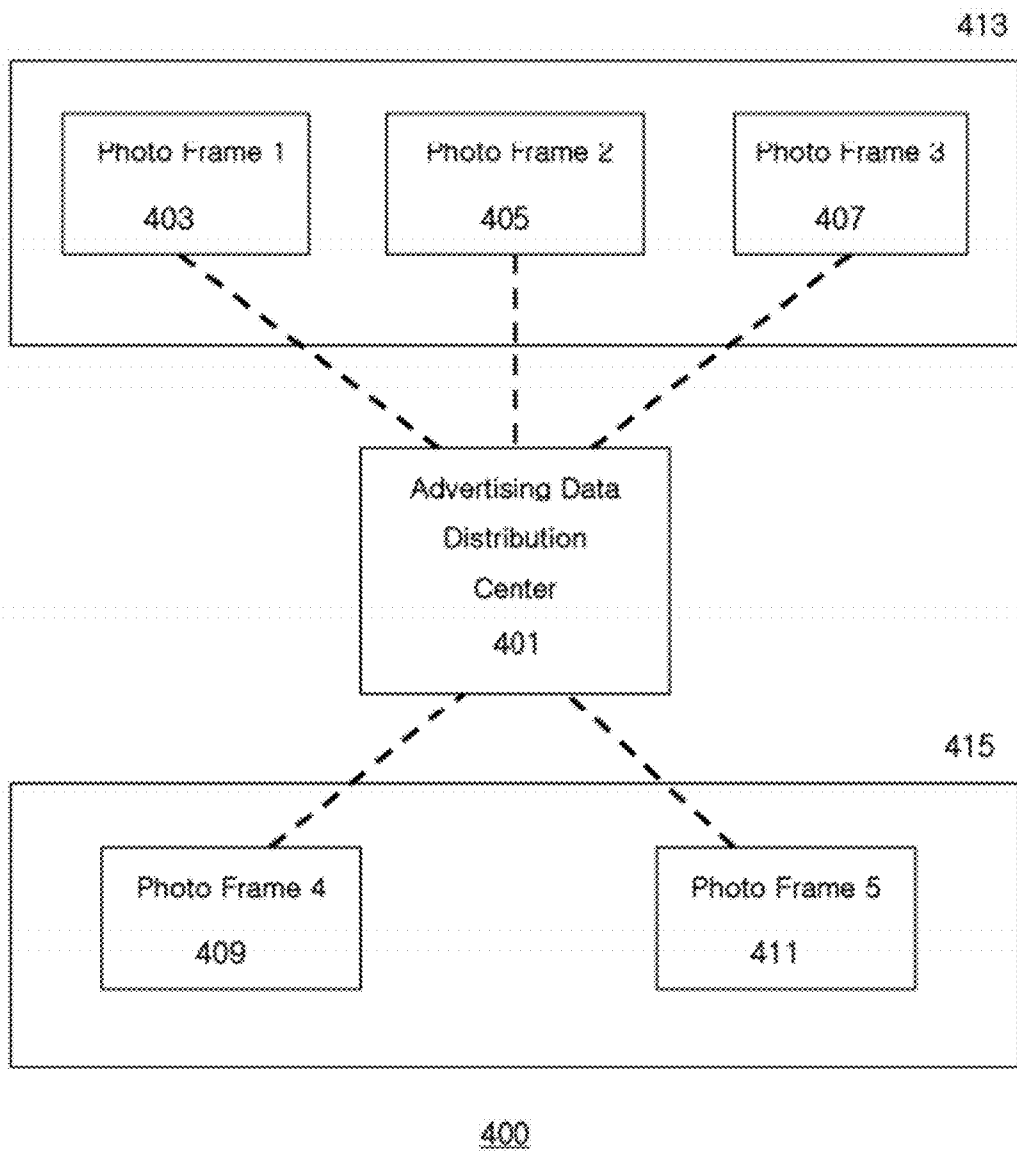 413
Photo Frame 1
Photo Frame 2
Photo Frame 3
403
405
407
Advertising Data
Distribution
Center
401
415
Photo Frame 4
Photo Frame 5
409
411
400